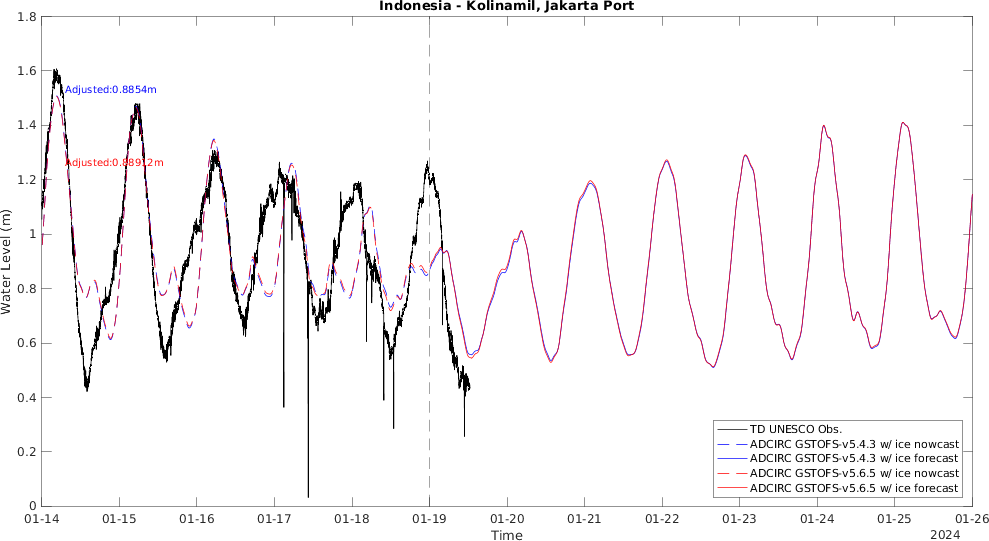 Indonesia - Kolinamil, Jakarta Port
1.8
1.6
1.4
1.2
1
0.8
0.6
0.4
0.2
0
Water Level (m)
Adjusted:0.8854m
Adjusted:0.88912m
TD UNESCO Obs.
ADCIRC GSTOFS-v5.4.3 w/ ice nowcast
ADCIRC GSTOFS-v5.4.3 w/ ice forecast
ADCIRC GSTOFS-v5.6.5 w/ ice nowcast
ADCIRC GSTOFS-v5.6.5 w/ ice forecast
01-14 01-15 01-16 01-17 01-18 01-19 01-20 01-21 01-22 01-23 01-24 01-25 01-26
Time
2024